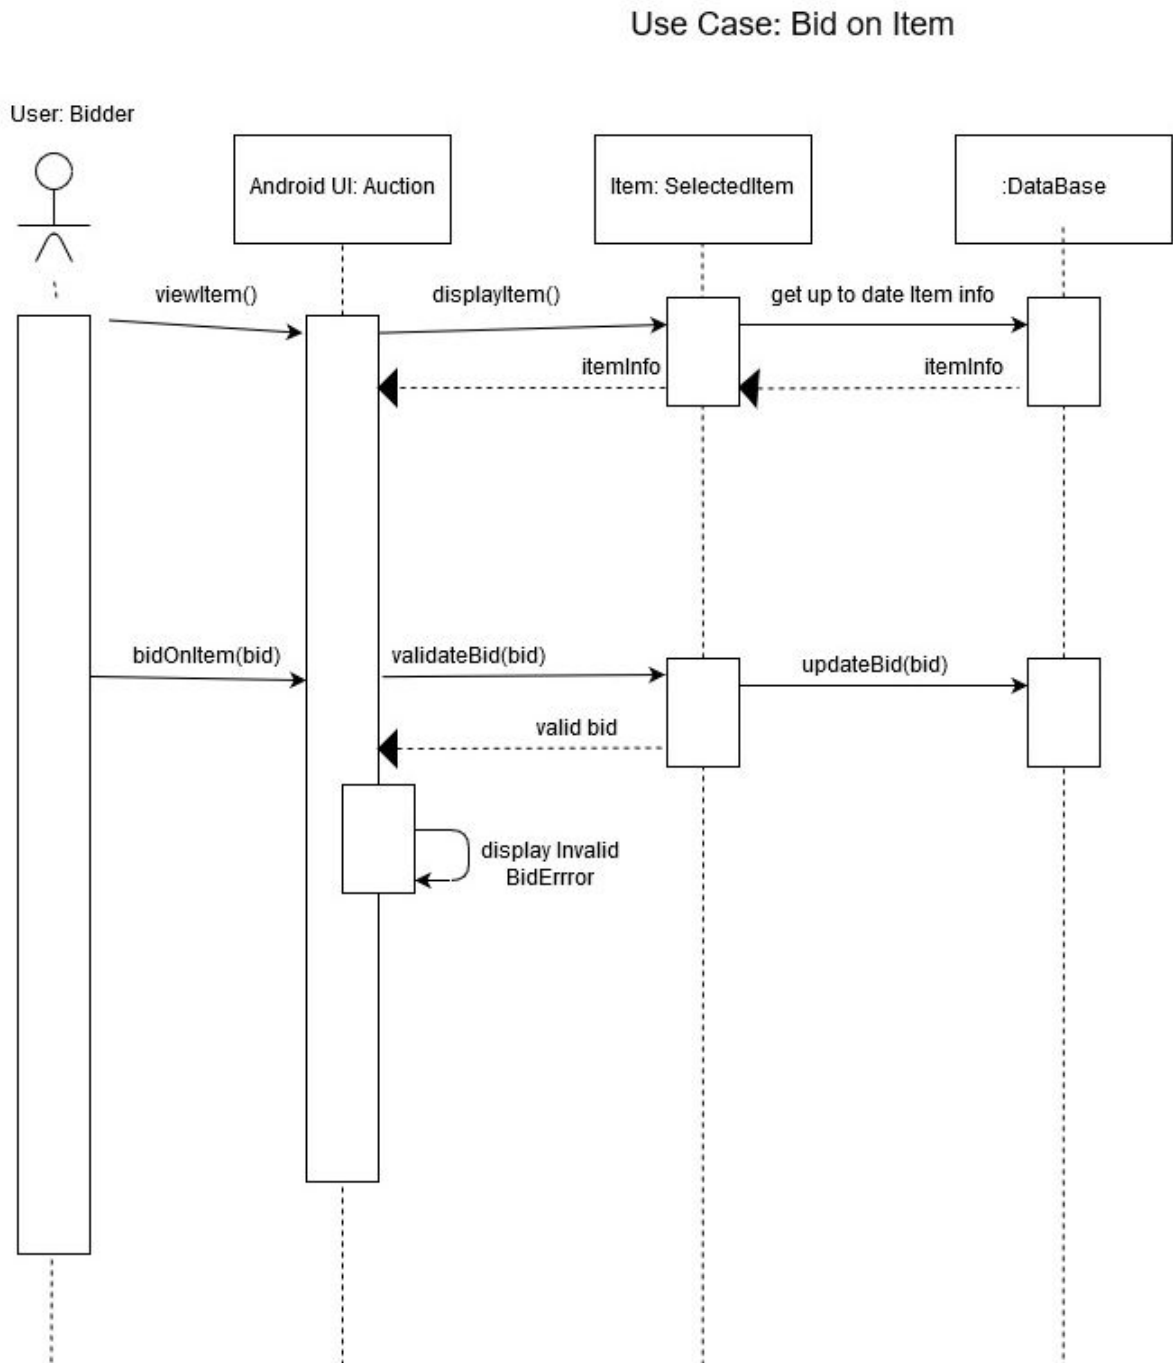 Use Case: Bid on Item
User: Bidder
Android UI: Auction
Item: SelectedItem
:DataBase
viewItem()
displayItem()
get up to date Item info
itemInfo
itemInfo
bidOnItem(bid)
validateBid(bid)
updateBid(bid)
valid bid
display Invalid
BidErrror